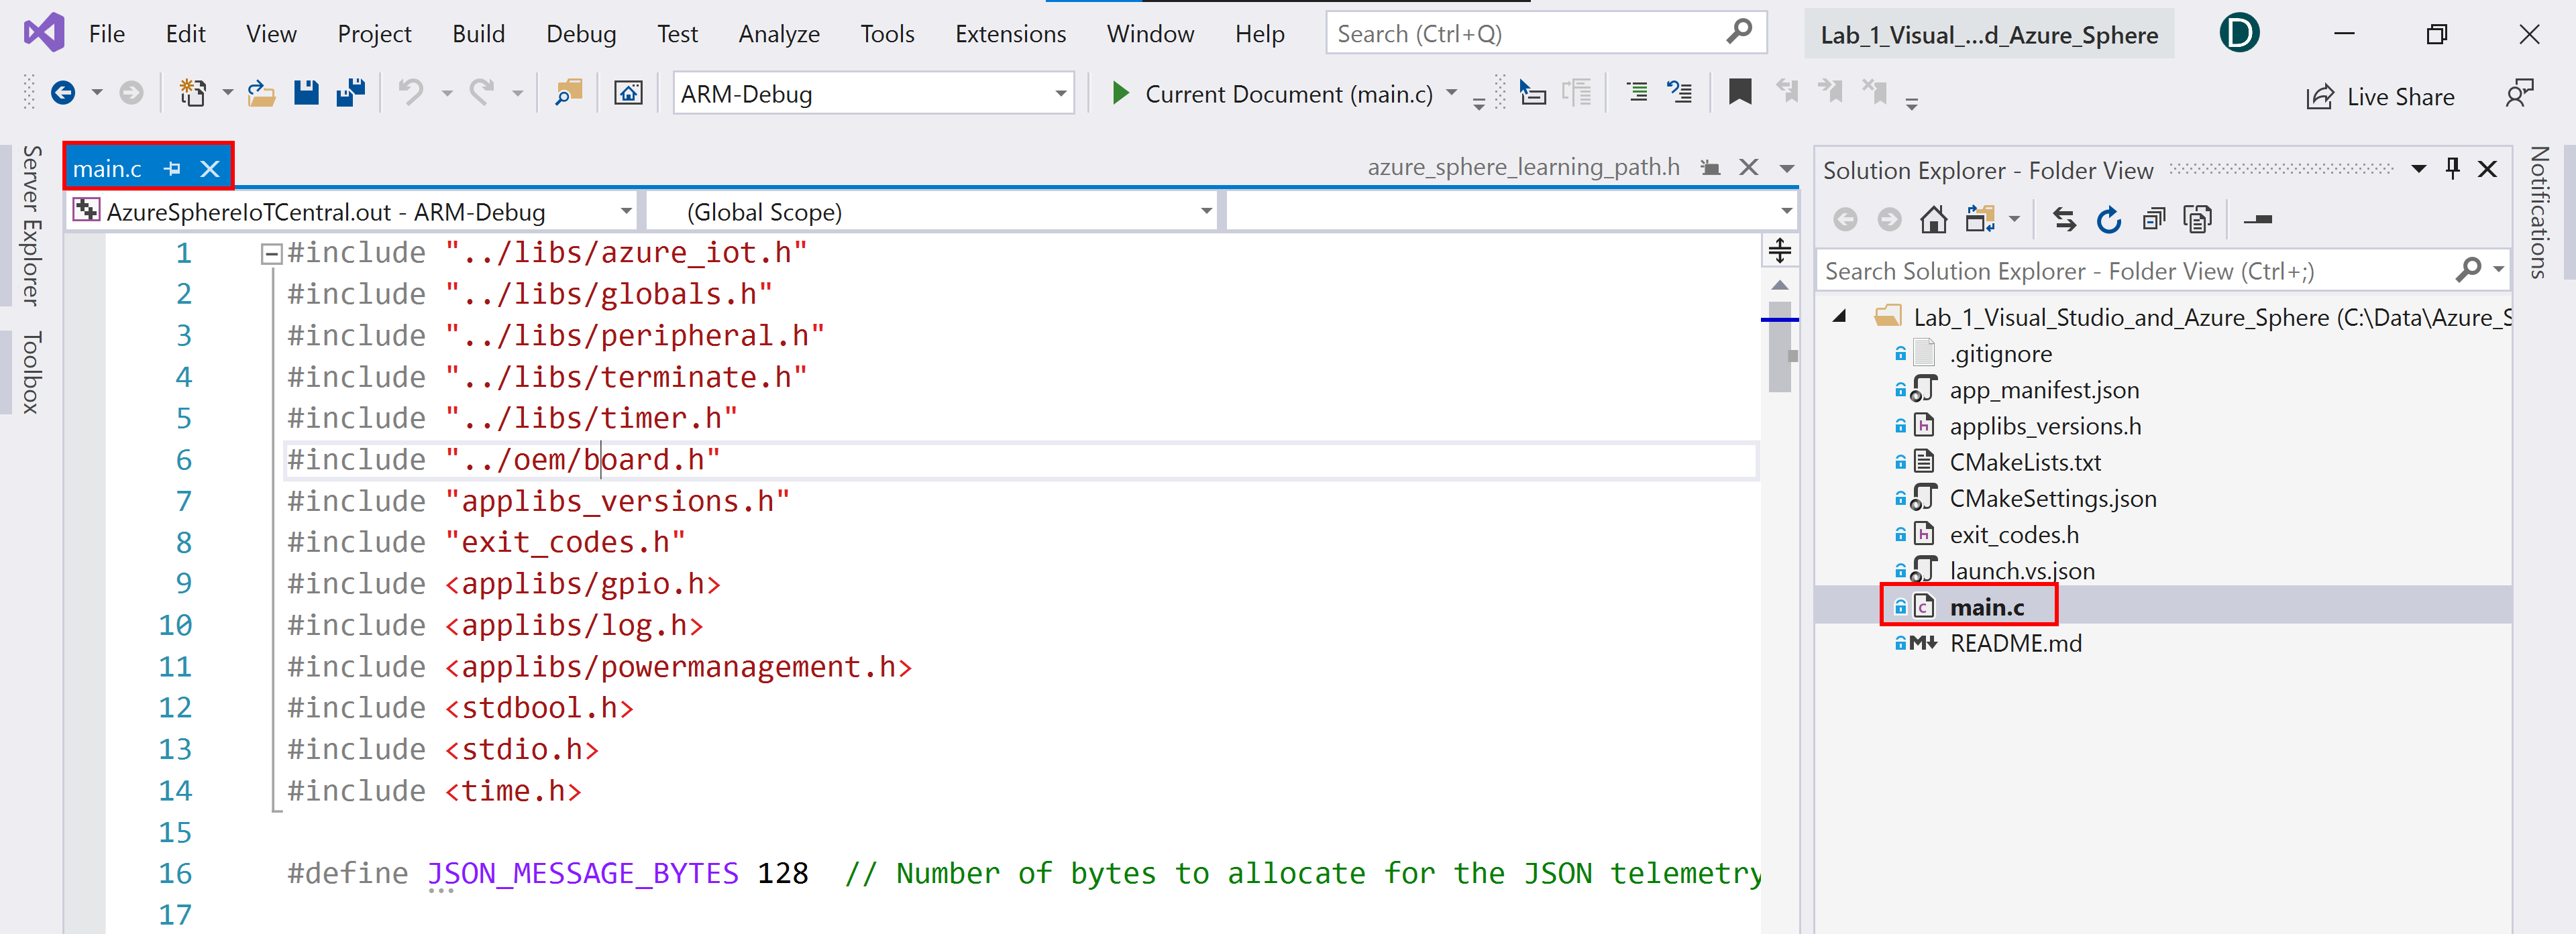 File Edit View Project Build Debug Test Analyze Tools Extensions Window Help Search (Ctrl+Q) Lab_1_Visual_...d_Azure_Sphere D
ARM-Debug Current Document (main.c) Live Share
Server Explorer
Toolbox
main.c azure_sphere_learning_path.h
AzureSphereIoTCentral.out - ARM-Debug (Global Scope)
1 #include "../libs/azure_iot.h"
2 #include "../libs/globals.h"
3 #include "../libs/peripheral.h"
4 #include "../libs/terminate.h"
5 #include "../libs/timer.h"
6 #include "../oem/board.h"
7 #include "applibs_versions.h"
8 #include "exit_codes.h"
9 #include <applibs/gpio.h>
10 #include <applibs/log.h>
11 #include <applibs/powermanagement.h>
12 #include <stdbool.h>
13 #include <stdio.h>
14 #include <time.h>
15
16 #define JSON_MESSAGE_BYTES 128 // Number of bytes to allocate for the JSON telemetry
17
Solution Explorer - Folder View
Search Solution Explorer - Folder View (Ctrl+;)
Lab_1_Visual_Studio_and_Azure_Sphere (C:\Data\Azure_S
.gitignore
app_manifest.json
applibs_versions.h
CMakeLists.txt
CMakeSettings.json
exit_codes.h
launch.vs.json
main.c
README.md
Notifications